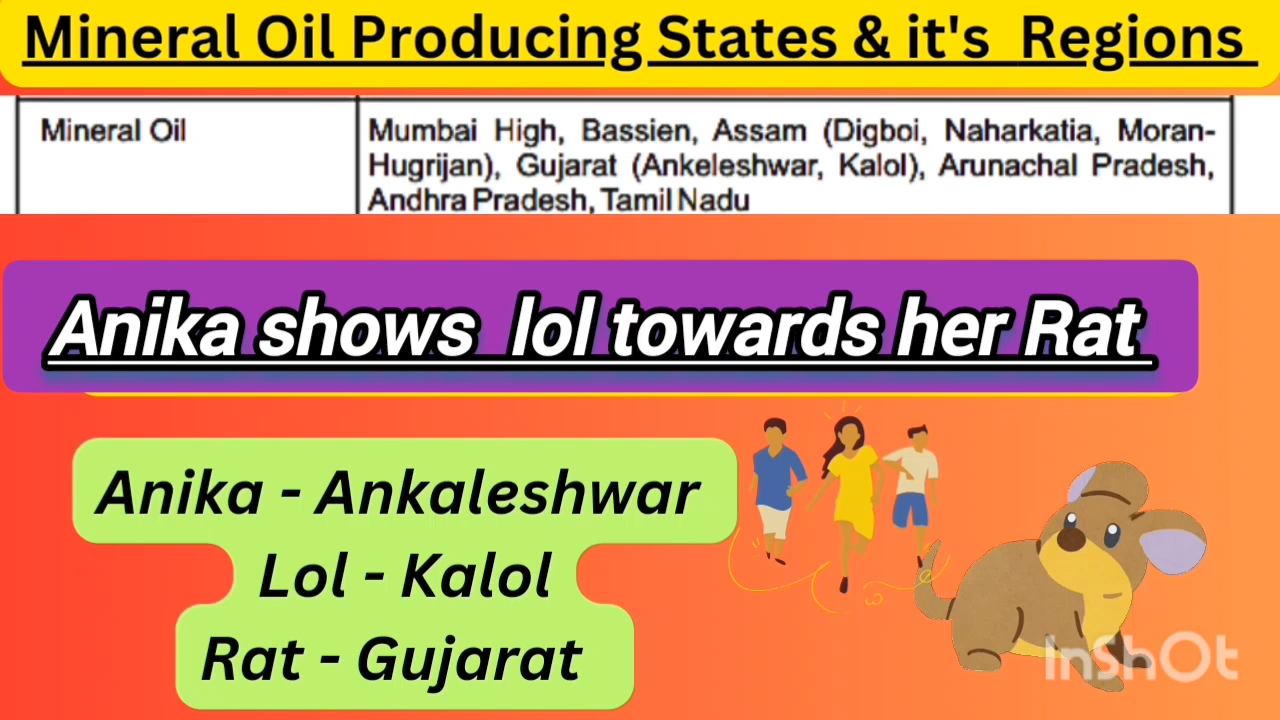 Mineral Oil Producing States & it's Regions
Mineral Oil
Mumbai High, Bassien, Assam (Digboi, Naharkatia, Moran-
Hugrijan), Gujarat (Ankeleshwar, Kalol), Arunachal Pradesh,
Andhra Pradesh, Tamil Nadu
Anika shows lol towards her Rat
Anika - Ankaleshwar
Lol - Kalol
Rat - Gujarat
InShOt